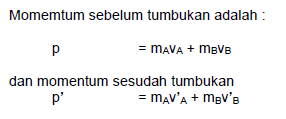 Momemtum sebelum tumbukan adalah :
p = mAvA + mBvB
dan momentum sesudah tumbukan
p’ = mAv’A + mBv’B